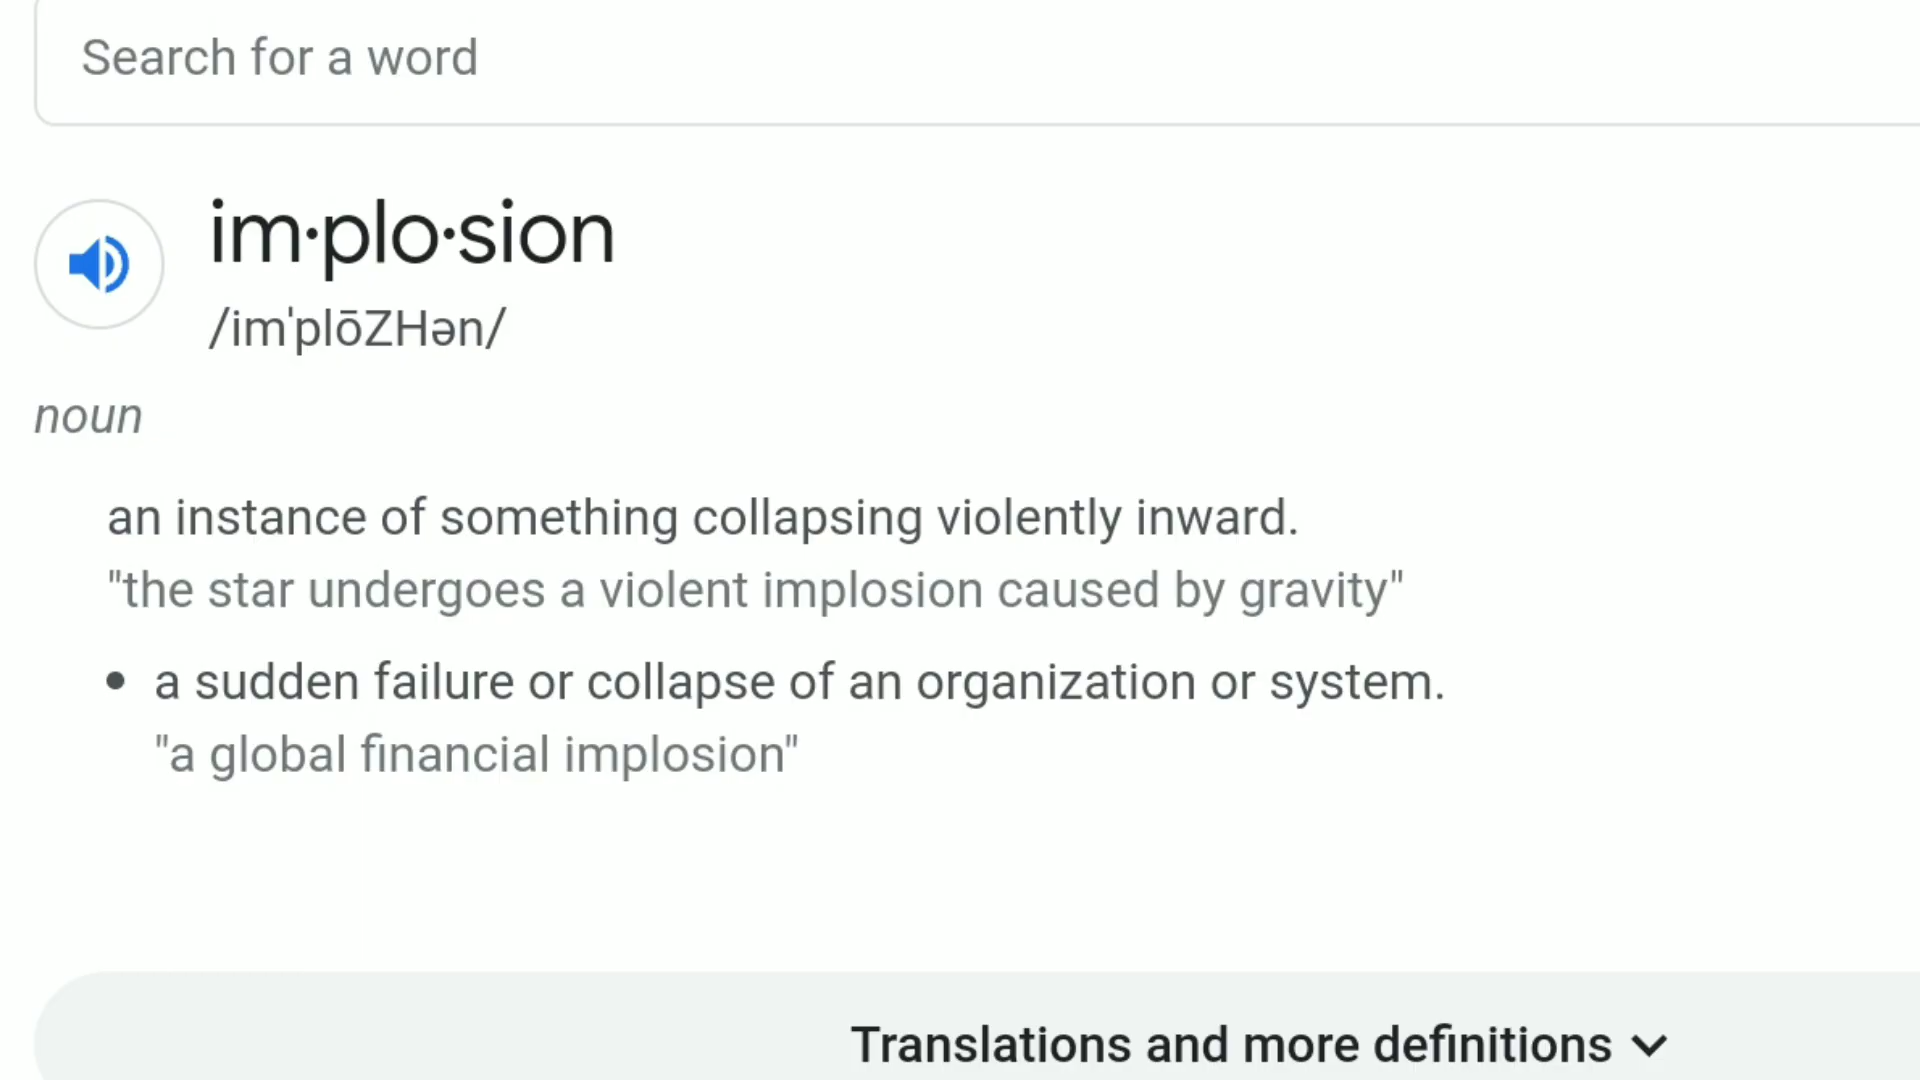 Search for a word
im·plo·sion
/imˈplōZHən/
noun
an instance of something collapsing violently inward.
"the star undergoes a violent implosion caused by gravity"
• a sudden failure or collapse of an organization or system.
"a global financial implosion"
Translations and more definitions